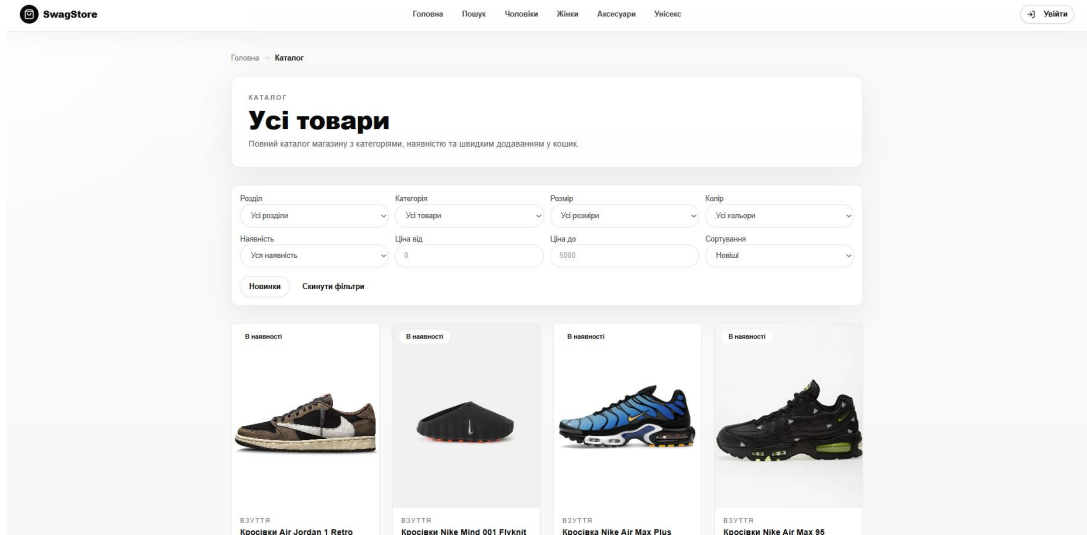 SwagStore
Головна Пошук Чоловіки Жінки Аксесуари Унісекс
Увійти
Головна Каталог
КАТАЛОГ
Усі товари
Повний каталог магазину з категоріями, наявністю та швидким додаванням у кошик.
Розділ Категорія Розмір Колір
Усі розділи Усі товари Усі розміри Усі кольори
Наявність Ціна від Ціна до Сортування
Уся наявність 0 5000 Новіші
Новинки Скинути фільтри
В наявності В наявності В наявності В наявності
ВЗУТТЯ ВЗУТТЯ ВЗУТТЯ ВЗУТТЯ
Кросівки Air Jordan 1 Retro Кросівки Nike Mind 001 Flyknit Кросівка Nike Air Max Plus Кросівки Nike Air Max 95